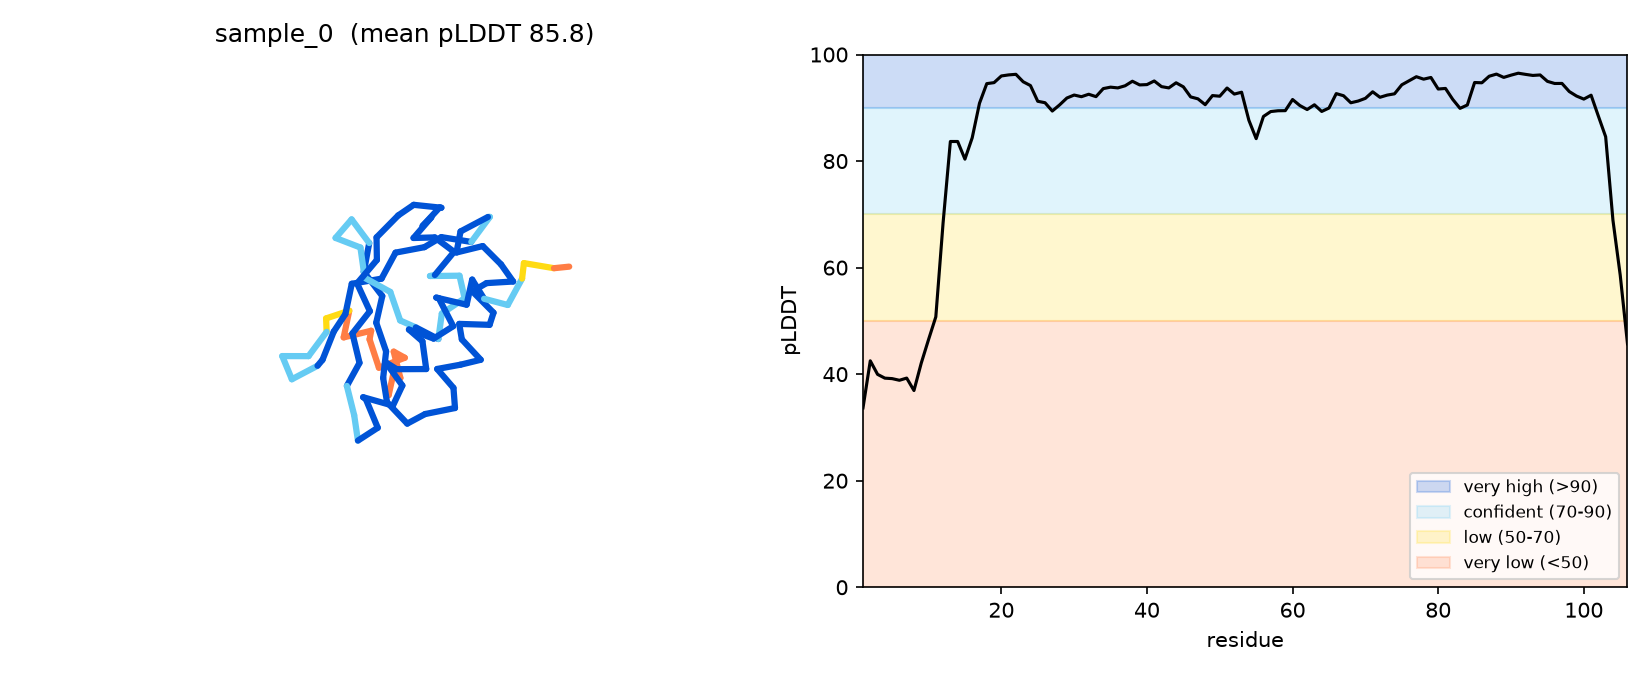 sample_0  (mean pLDDT 85.8)
100
80
60
40
20
0
pLDDT
20
40
60
80
100
residue
very high (>90)
confident (70-90)
low (50-70)
very low (<50)